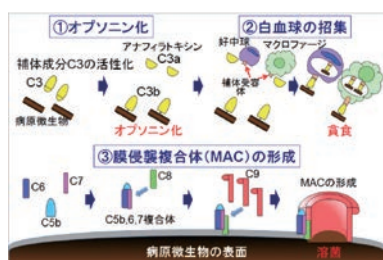 ①オプソニン化
②白血球の招集
補体成分C3の活性化
アナフィラトキシン
C3a
好中球
マクロファージ
C3
C3b
補体受容
体
病原微生物
オプソニン化
貪食
③膜侵襲複合体(MAC)の形成
C6
C7
C8
C9
MACの形成
C5b
C5b,6,7複合体
病原微生物の表面
溶菌